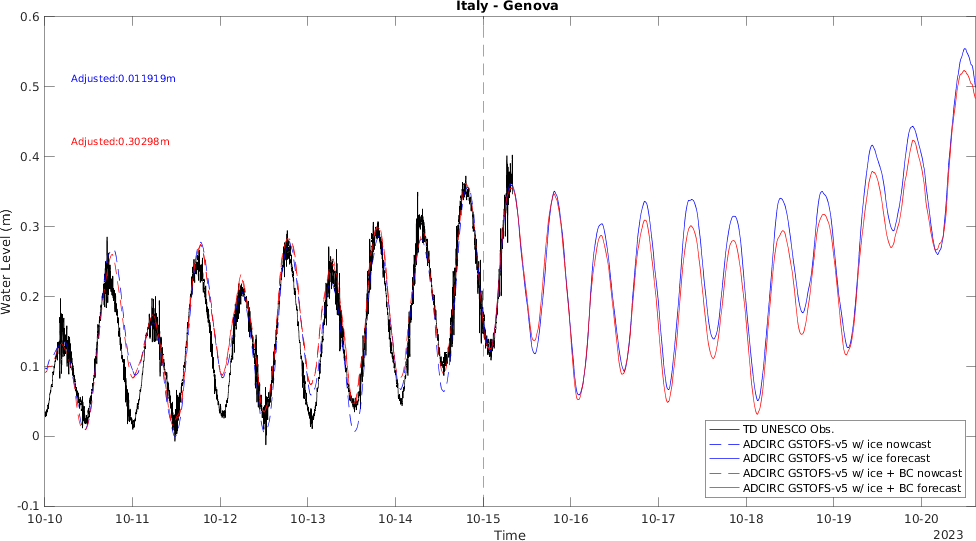 Italy - Genova
0.6
0.5
0.4
0.3
0.2
0.1
0
-0.1
Water Level (m)
Adjusted:0.011919m
Adjusted:0.30298m
TD UNESCO Obs.
ADCIRC GSTOFS-v5 w/ ice nowcast
ADCIRC GSTOFS-v5 w/ ice forecast
ADCIRC GSTOFS-v5 w/ ice + BC nowcast
ADCIRC GSTOFS-v5 w/ ice + BC forecast
10-10 10-11 10-12 10-13 10-14 10-15 10-16 10-17 10-18 10-19 10-20
Time
2023